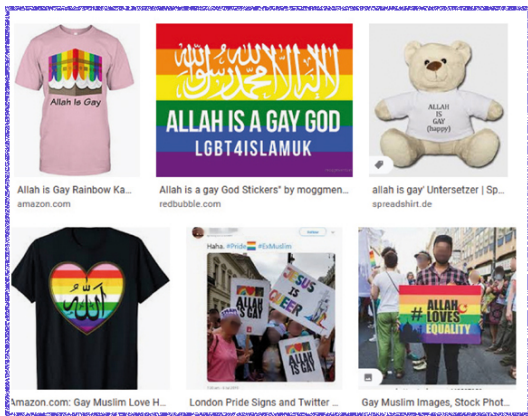 Allah Is Gay
Allah is Gay Rainbow Ka...
amazon.com
لا إله إلا الله محمد رسول الله
ALLAH IS A GAY GOD
LGBT4ISLAMUK
Allah is a gay God Stickers" by moggmen...
redbubble.com
ALLAH
IS
GAY
(happy)
allah is gay' Untersetzer | Sp...
spreadshirt.de
الله
Amazon.com: Gay Muslim Love H...
Follow
Haha. #Pride #ExMuslim
ALLAH
IS GAY
JESUS
IS
QUEER
ALLAH
IS GAY
London Pride Signs and Twitter ...
# ALLAH
LOVES
EQUALITY
Gay Muslim Images, Stock Phot...